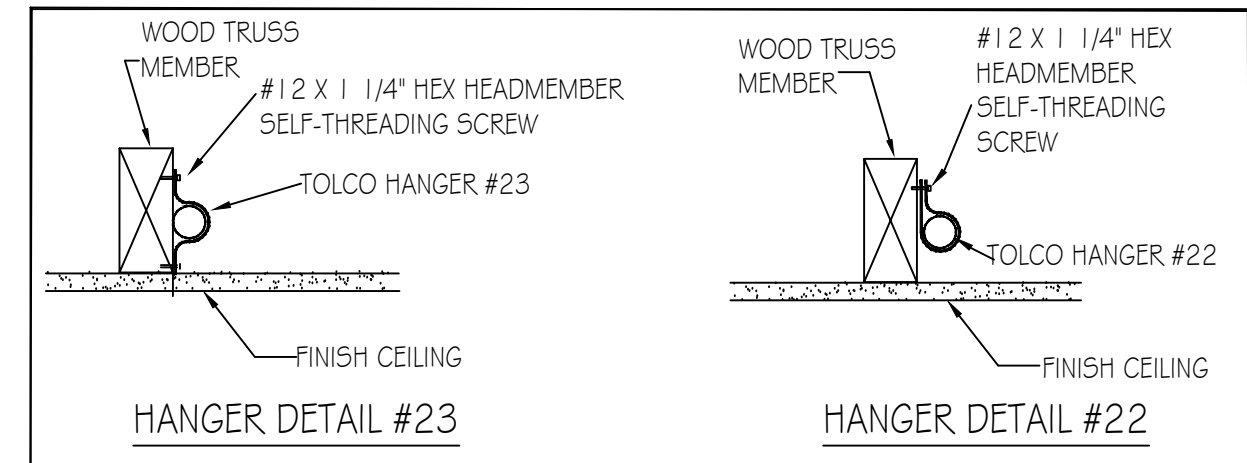 WOOD TRUSS
MEMBER
#12 X 1 1/4" HEX HEADMEMBER
SELF-THREADING SCREW
TOLCO HANGER #23
FINISH CEILING
HANGER DETAIL #23
WOOD TRUSS
MEMBER
#12 X 1 1/4" HEX
HEADMEMBER
SELF-THREADING
SCREW
TOLCO HANGER #22
FINISH CEILING
HANGER DETAIL #22